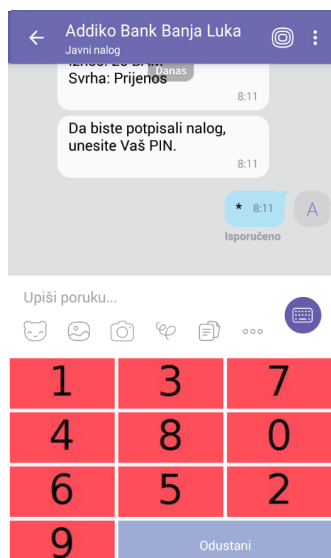 Addiko Bank Banja Luka
Javni nalog
Danas
Svrha: Prijenos
8:11
Da biste potpisali nalog,
unesite Vaš PIN.
8:11
* 8:11
A
Isporučeno
Upiši poruku...
1 3 7
4 8 0
6 5 2
9 Odustani